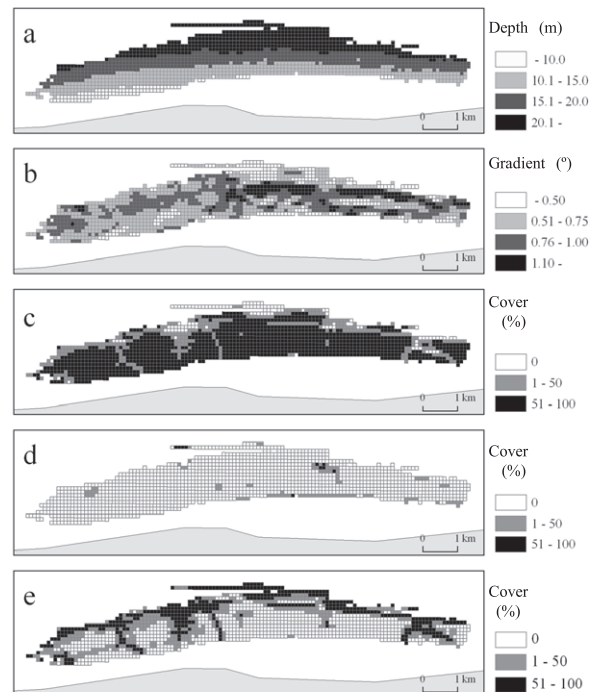 a
Depth (m)
- 10.0
10.1 - 15.0
15.1 - 20.0
20.1 -
0 1 km
b
Gradient (º)
- 0.50
0.51 - 0.75
0.76 - 1.00
1.10 -
0 1 km
c
Cover
(%)
0
1 - 50
51 - 100
0 1 km
d
Cover
(%)
0
1 - 50
51 - 100
0 1 km
e
Cover
(%)
0
1 - 50
51 - 100
0 1 km